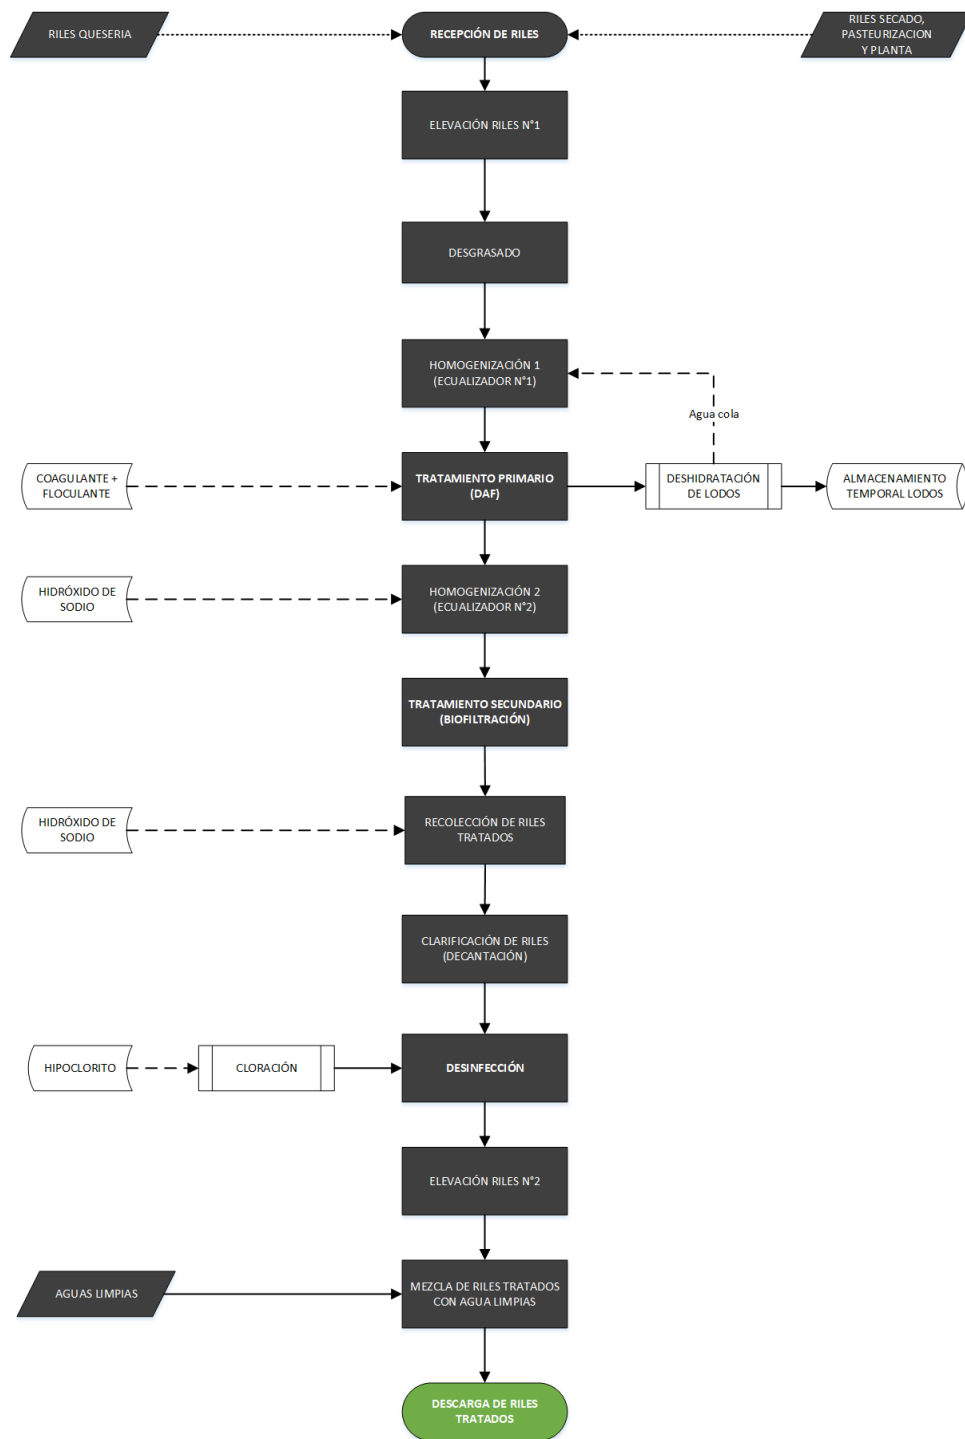 RILES QUESERIA
RECEPCIÓN DE RILES
RILES SECADO,
PASTEURIZACION
Y PLANTA
ELEVACIÓN RILES N°1
DESGRASADO
HOMOGENIZACIÓN 1
(ECUALIZADOR N°1)
Agua cola
COAGULANTE +
FLOCULANTE
TRATAMIENTO PRIMARIO
(DAF)
DESHIDRATACIÓN
DE LODOS
ALMACENAMIENTO
TEMPORAL LODOS
HIDRÓXIDO DE
SODIO
HOMOGENIZACIÓN 2
(ECUALIZADOR N°2)
TRATAMIENTO SECUNDARIO
(BIOFILTRACIÓN)
HIDRÓXIDO DE
SODIO
RECOLECCIÓN DE RILES
TRATADOS
CLARIFICACIÓN DE RILES
(DECANTACIÓN)
HIPOCLORITO
CLORACIÓN
DESINFECCIÓN
ELEVACIÓN RILES N°2
AGUAS LIMPIAS
MEZCLA DE RILES TRATADOS
CON AGUA LIMPIAS
DESCARGA DE RILES
TRATADOS